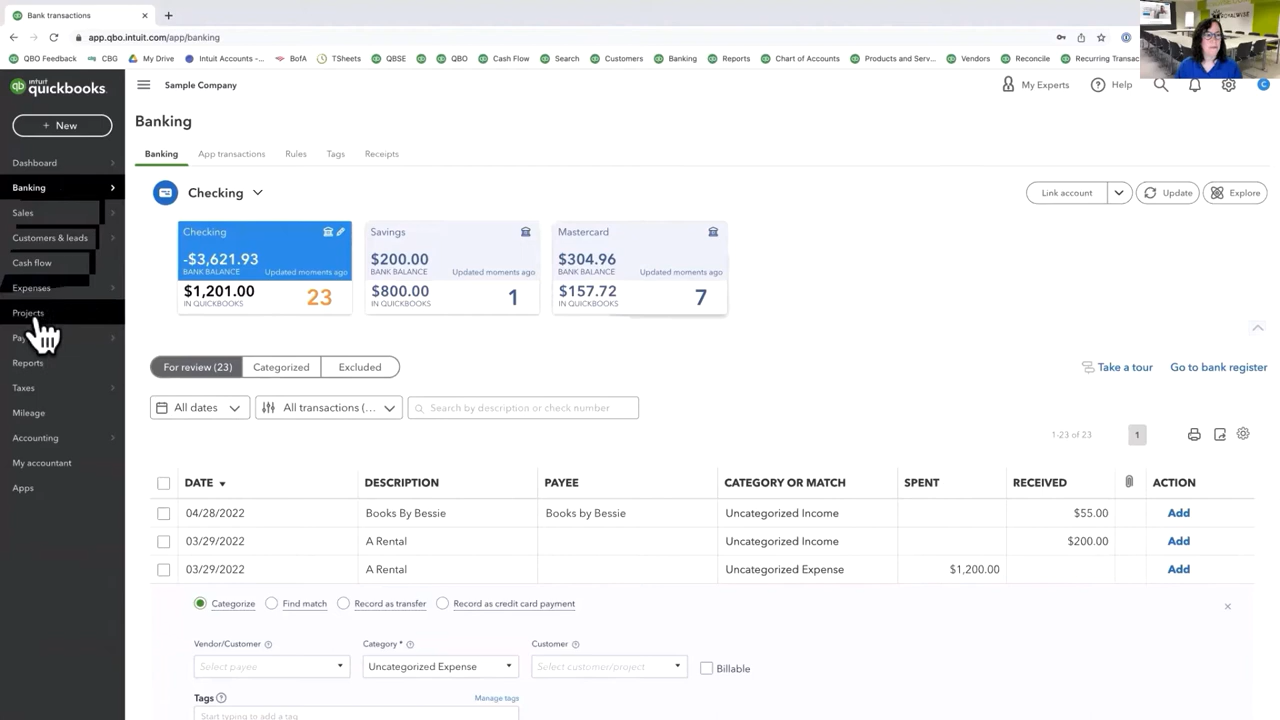 Bank transactions
app.qbo.intuit.com/app/banking
QBO Feedback CBG My Drive Intuit Accounts -... BofA TSheets QBSE QBO Cash Flow Search Customers Banking Reports Chart of Accounts Products and Serv... Vendors Reconcile Recurring Transac
intuit quickbooks.
Sample Company
My Experts
Help
C
+ New
Banking
Dashboard
Banking
Sales
Customers & leads
Cash flow
Expenses
Projects
Reports
Taxes
Mileage
Accounting
My accountant
Apps
Banking App transactions Rules Tags Receipts
Checking
Link account Update Explore
Checking
-$3,621.93
BANK BALANCE Updated moments ago
$1,201.00 23
IN QUICKBOOKS
Savings
$200.00
BANK BALANCE Updated moments ago
$800.00 1
IN QUICKBOOKS
Mastercard
$304.96
BANK BALANCE Updated moments ago
$157.72 7
IN QUICKBOOKS
For review (23) Categorized Excluded
Take a tour Go to bank register
All dates All transactions (... Search by description or check number
1-23 of 23 1
DATE DESCRIPTION PAYEE CATEGORY OR MATCH SPENT RECEIVED ACTION
04/28/2022 Books By Bessie Books by Bessie Uncategorized Income $55.00 Add
03/29/2022 A Rental Uncategorized Income $200.00 Add
03/29/2022 A Rental Uncategorized Expense $1,200.00 Add
Categorize Find match Record as transfer Record as credit card payment
Vendor/Customer Category * Customer
Select payee Uncategorized Expense Select customer/project Billable
Tags Manage tags
Start typing to add a tag